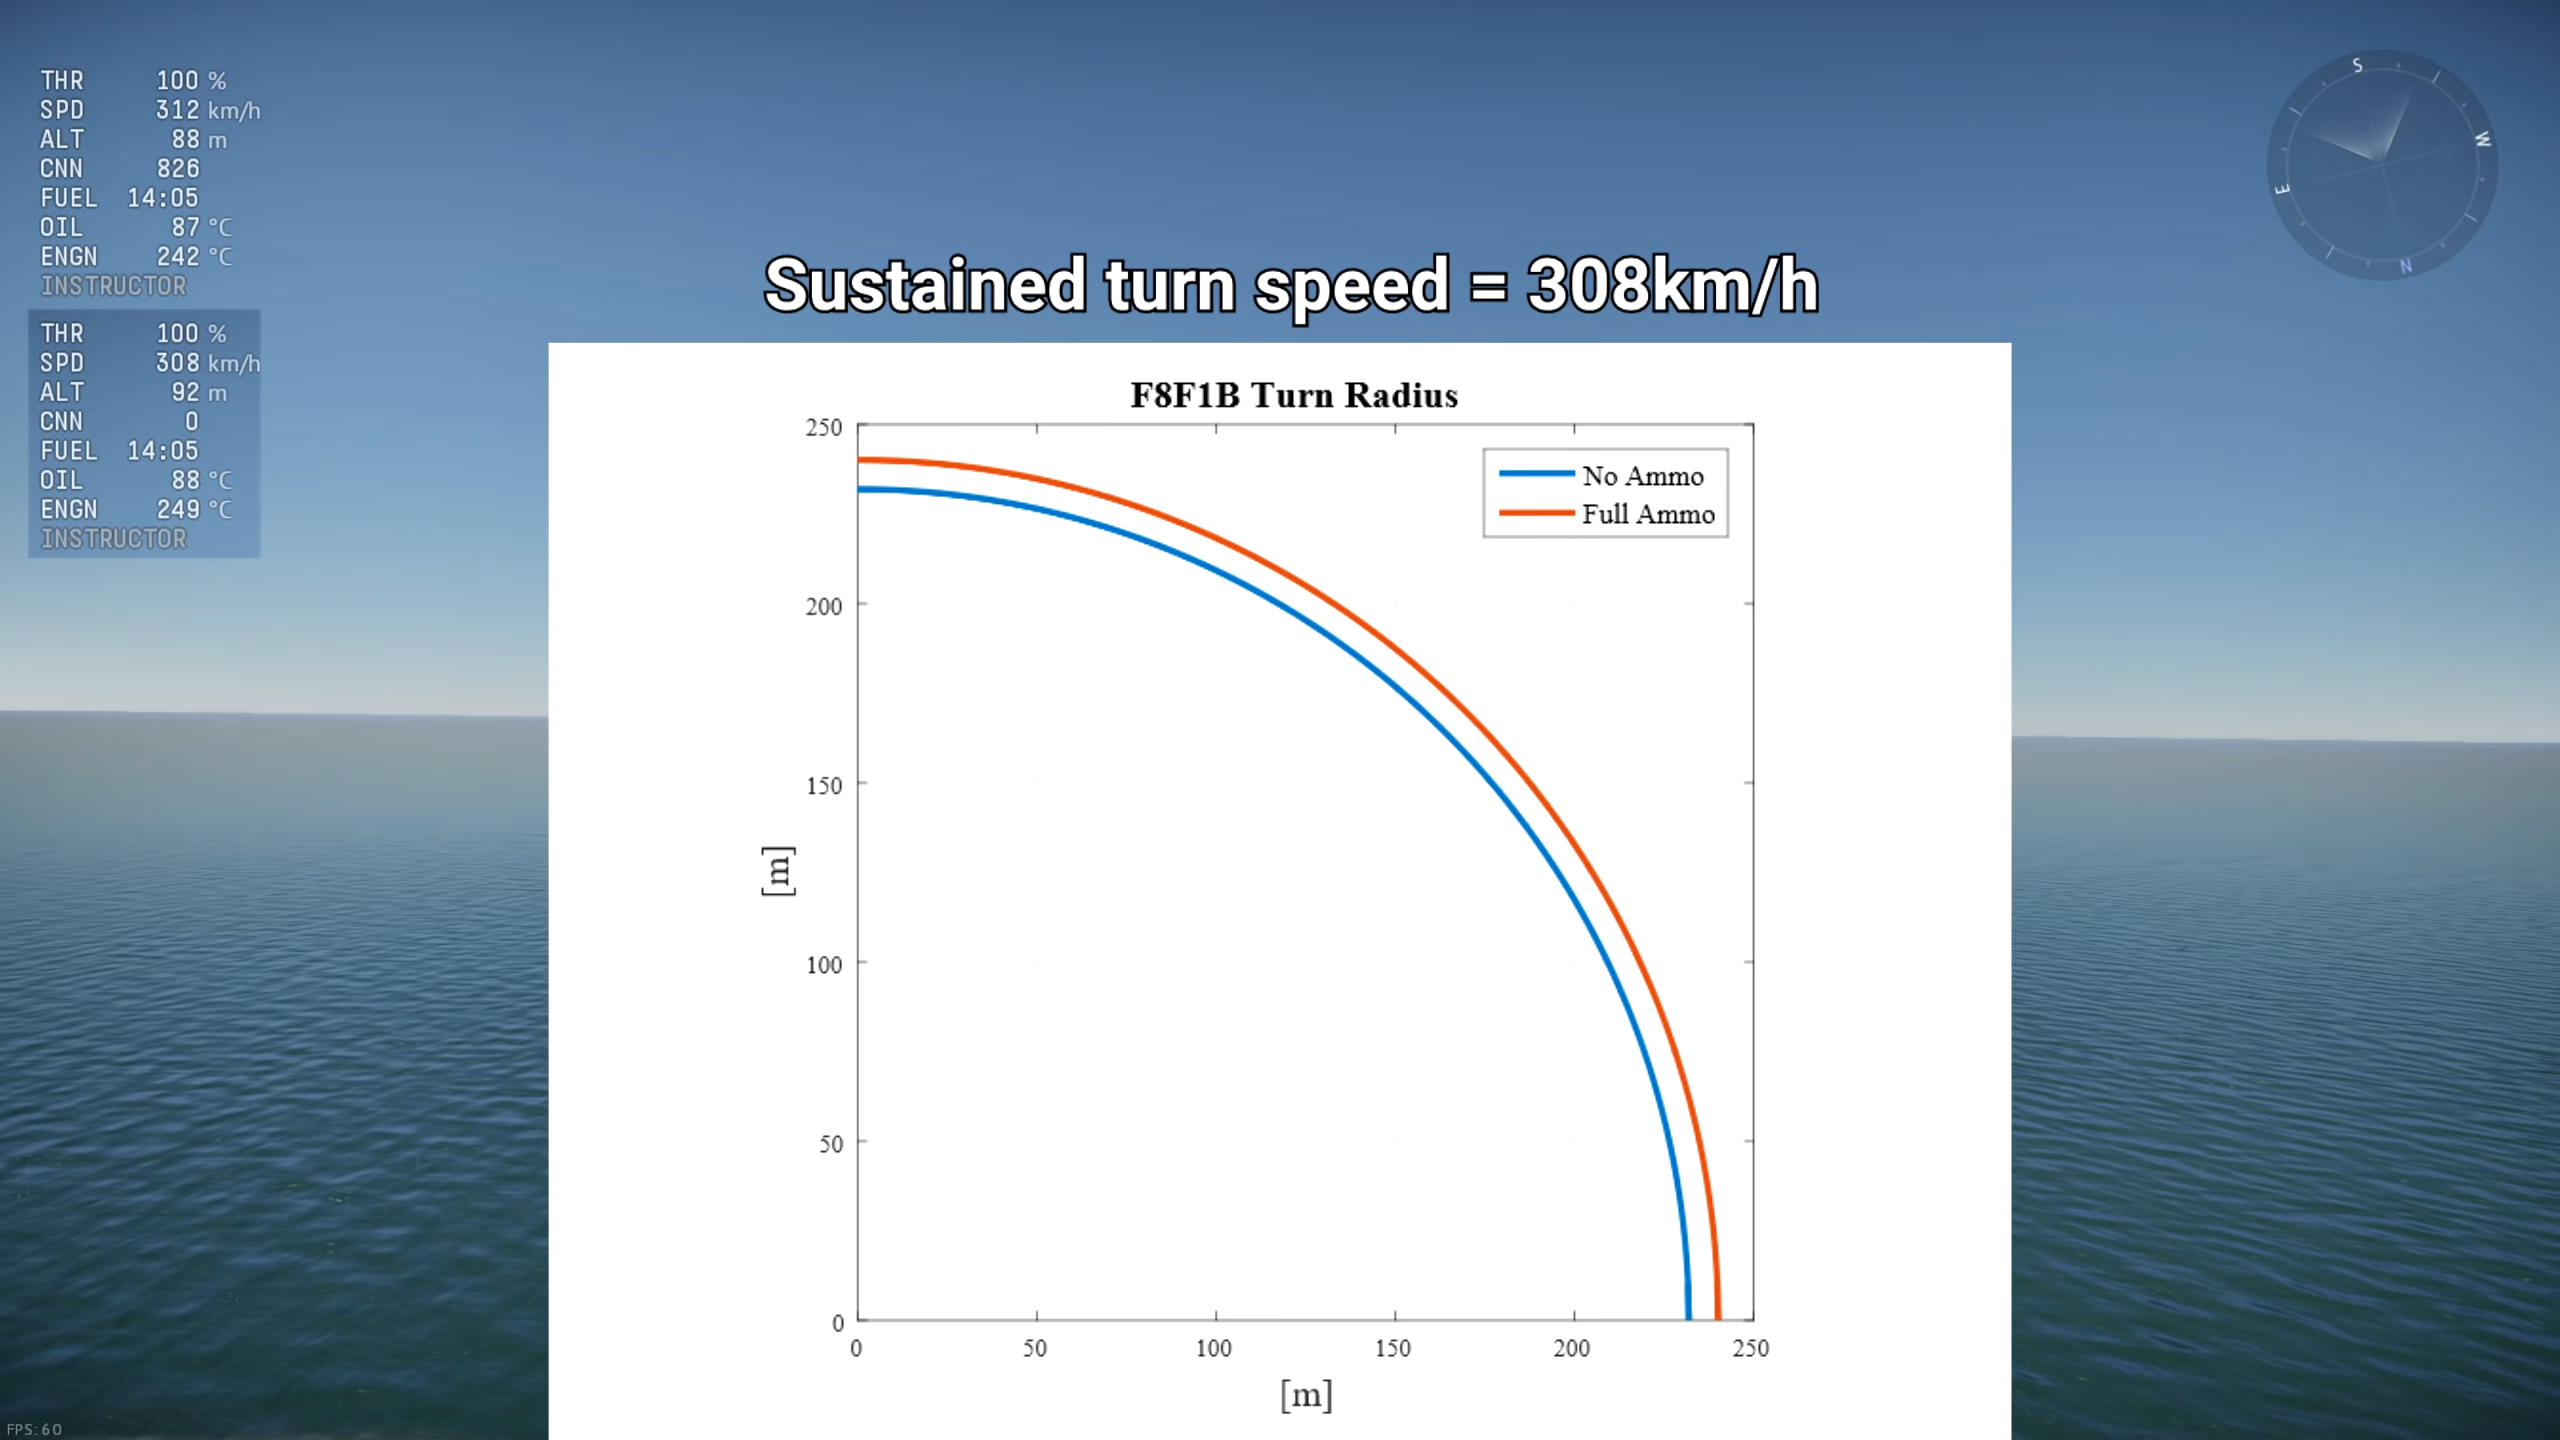 THR 100 %
SPD 312 km/h
ALT 88 m
CNN 826
FUEL 14:05
OIL 87 °C
ENGN 242 °C
INSTRUCTOR
THR 100 %
SPD 308 km/h
ALT 92 m
CNN 0
FUEL 14:05
OIL 88 °C
ENGN 249 °C
INSTRUCTOR
S
W
E
N
Sustained turn speed = 308km/h
F8F1B Turn Radius
No Ammo
Full Ammo
250
200
150
100
50
0
[m]
0 50 100 150 200 250
[m]
FPS: 60